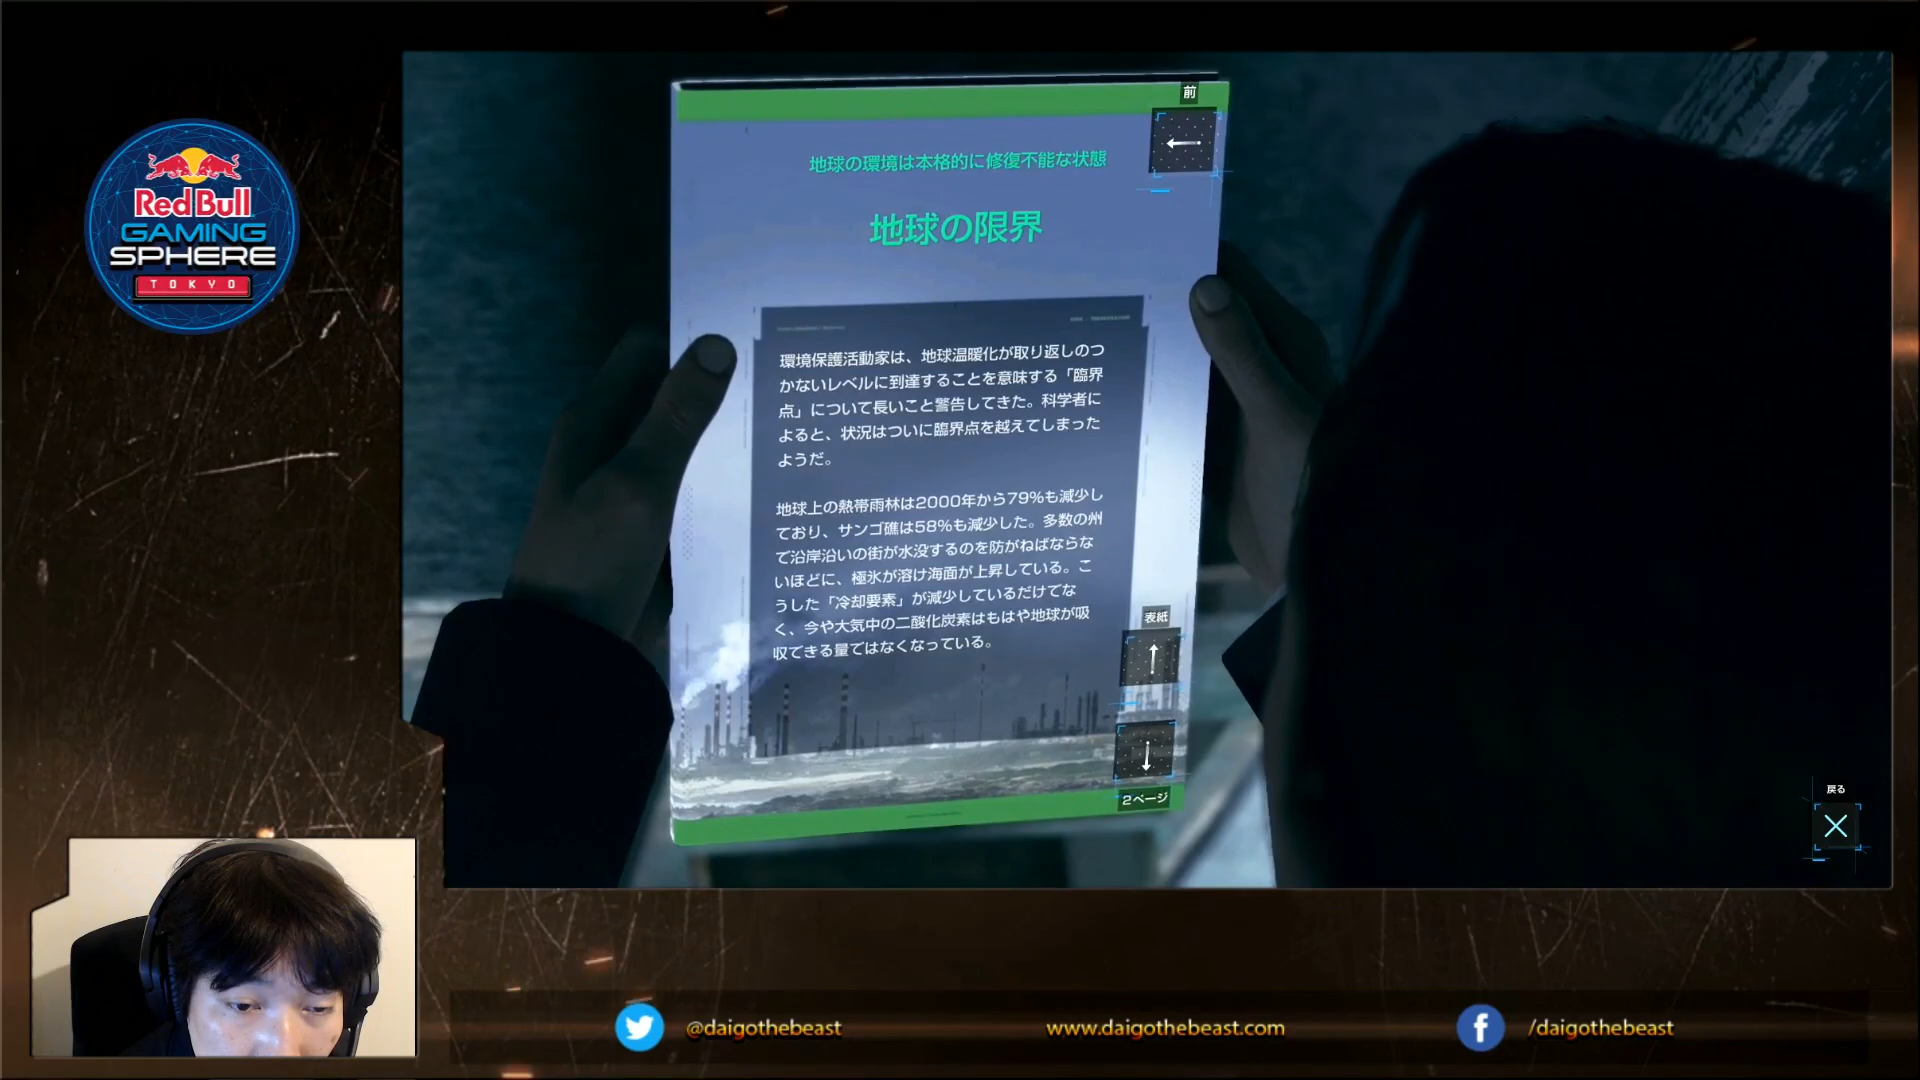 Red Bull
GAMING
SPHERE
TOKYO
前
地球の環境は本格的に修復不能な状態
地球の限界
環境保護活動家は、地球温暖化が取り返しのつ
かないレベルに到達することを意味する「臨界
点」について長いこと警告してきた。科学者に
よると、状況はついに臨界点を越えてしまった
ようだ。
地球上の熱帯雨林は2000年から79%も減少し
ており、サンゴ礁は58%も減少した。多数の州
で沿岸沿いの街が水没するのを防がねばならな
いほどに、極氷が溶け海面が上昇している。こ
うした「冷却要素」が減少しているだけでな
く、今や大気中の二酸化炭素はもはや地球が吸
収できる量ではなくなっている。
表紙
2ページ
戻る
@daigothebeast
www.daigothebeast.com
/daigothebeast